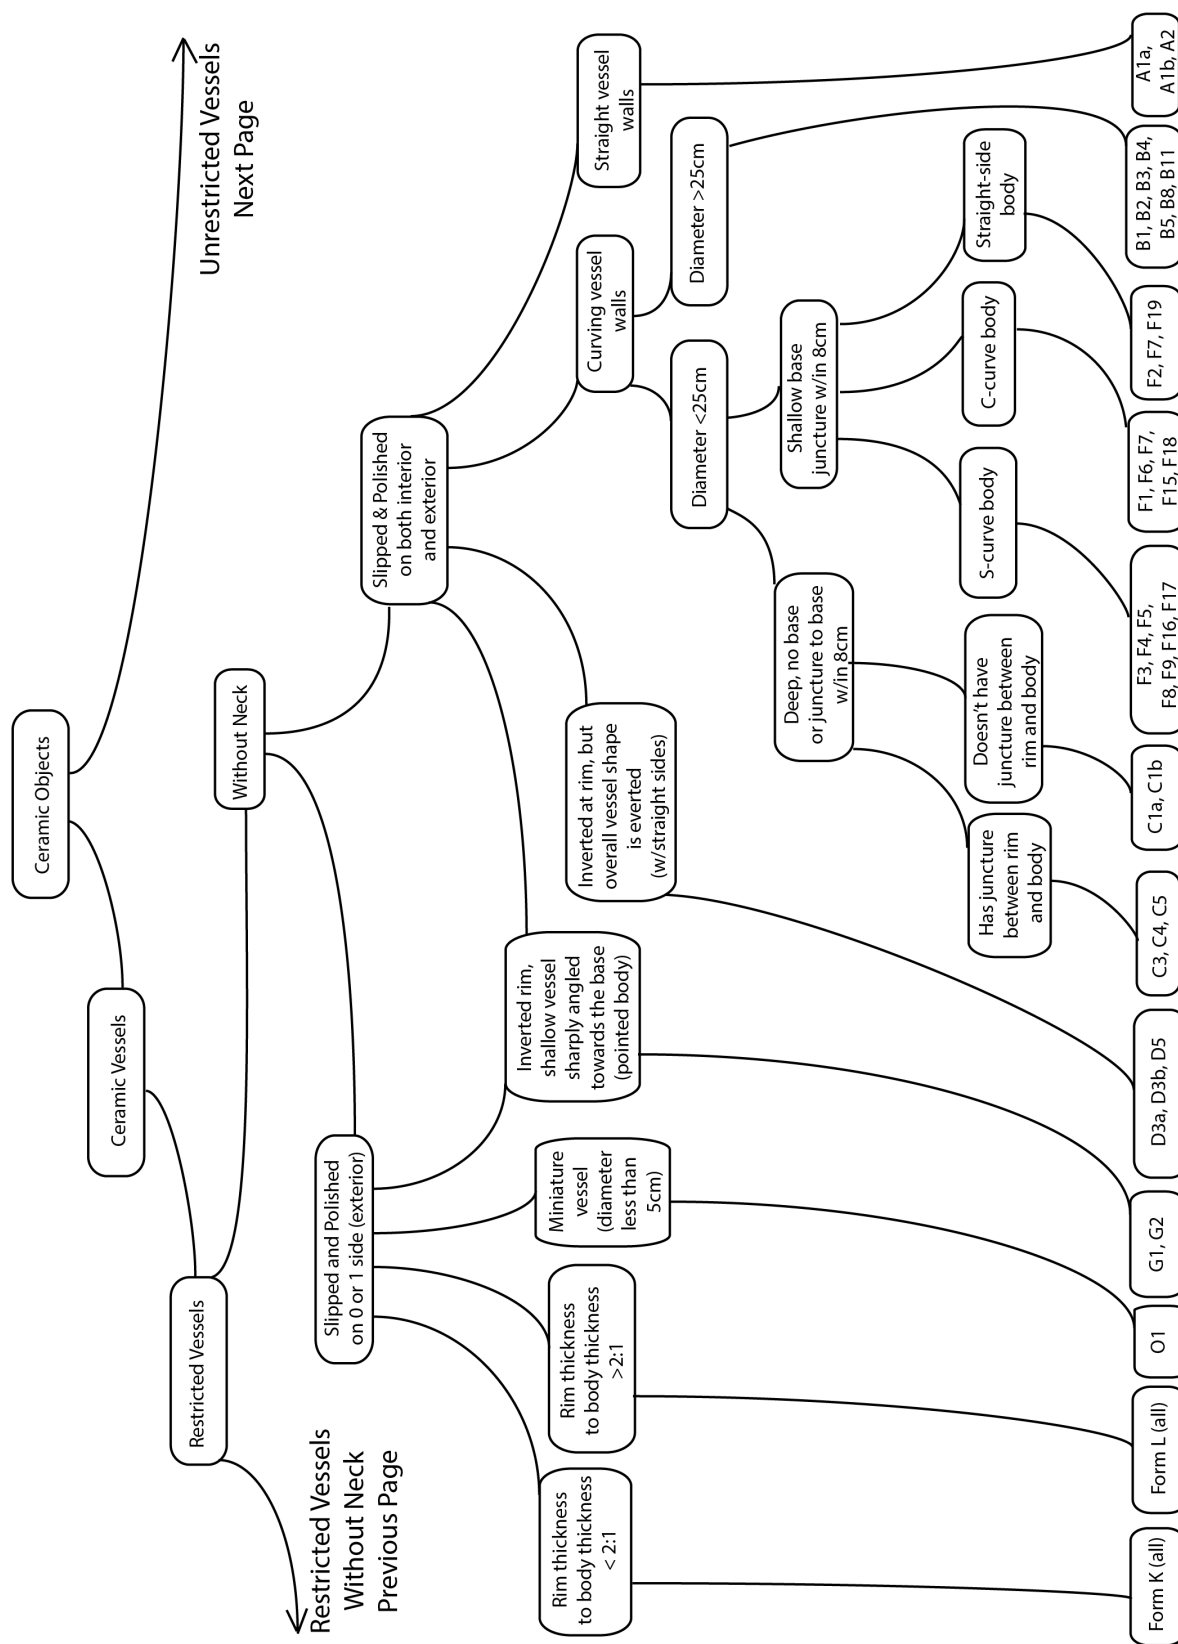 Ceramic Objects
Unrestricted Vessels
Next Page
Ceramic Vessels
Restricted Vessels
Without Neck
Restricted Vessels
Without Neck
Previous Page
Slipped and Polished
on 0 or 1 side (exterior)
Slipped & Polished
on both interior
and exterior
Rim thickness
to body thickness
< 2:1
Rim thickness
to body thickness
>2:1
Miniature
vessel
(diameter
less than
5cm)
Inverted rim,
shallow vessel
sharply angled
towards the base
(pointed body)
Inverted at rim, but
overall vessel shape
is everted
(w/straight sides)
Curving vessel
walls
Straight vessel
walls
Diameter <25cm
Diameter >25cm
Deep, no base
or juncture to base
w/in 8cm
Shallow base
juncture w/in 8cm
Has juncture
between rim
and body
Doesn't have
juncture between
rim and body
S-curve body
C-curve body
Straight-side
body
Form K (all)
Form L (all)
O1
G1, G2
D3a, D3b, D5
C3, C4, C5
C1a, C1b
F3, F4, F5,
F8, F9, F16, F17
F1, F6, F7,
F15, F18
F2, F7, F19
B1, B2, B3, B4,
B5, B8, B11
A1a,
A1b, A2